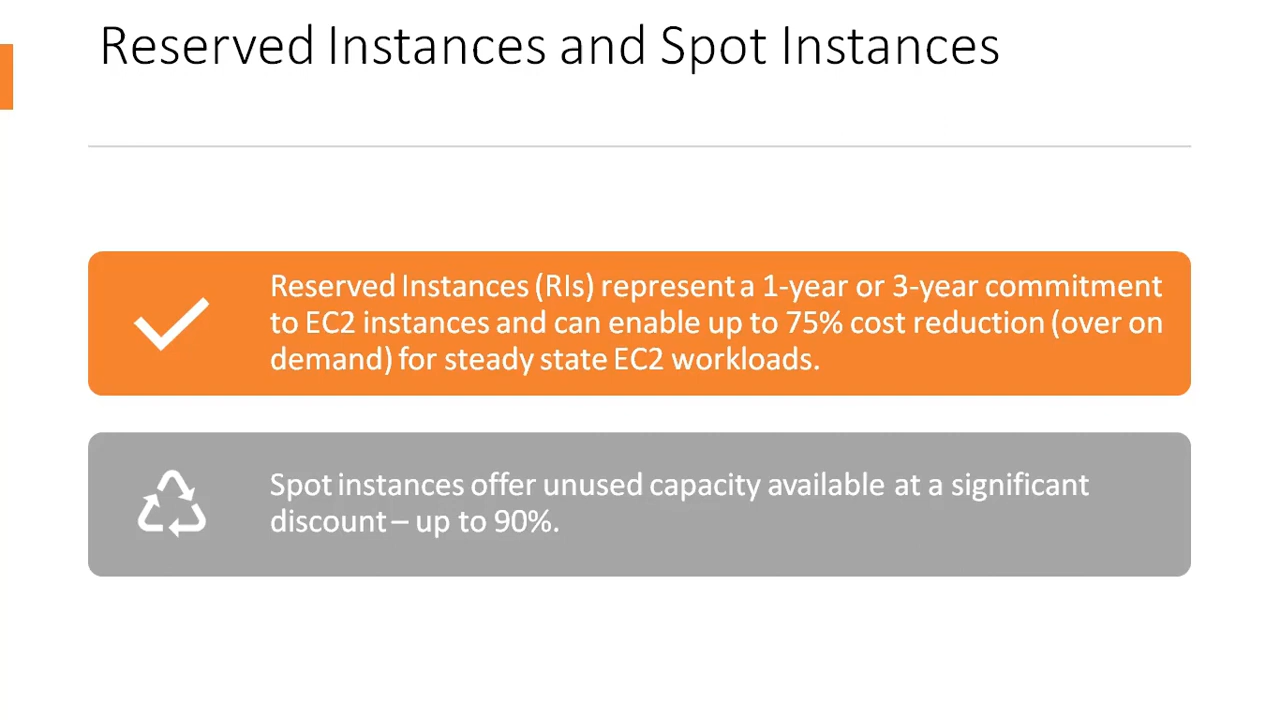 Reserved Instances and Spot Instances
Reserved Instances (RIs) represent a 1-year or 3-year commitment
to EC2 instances and can enable up to 75% cost reduction (over on
demand) for steady state EC2 workloads.
Spot instances offer unused capacity available at a significant
discount – up to 90%.